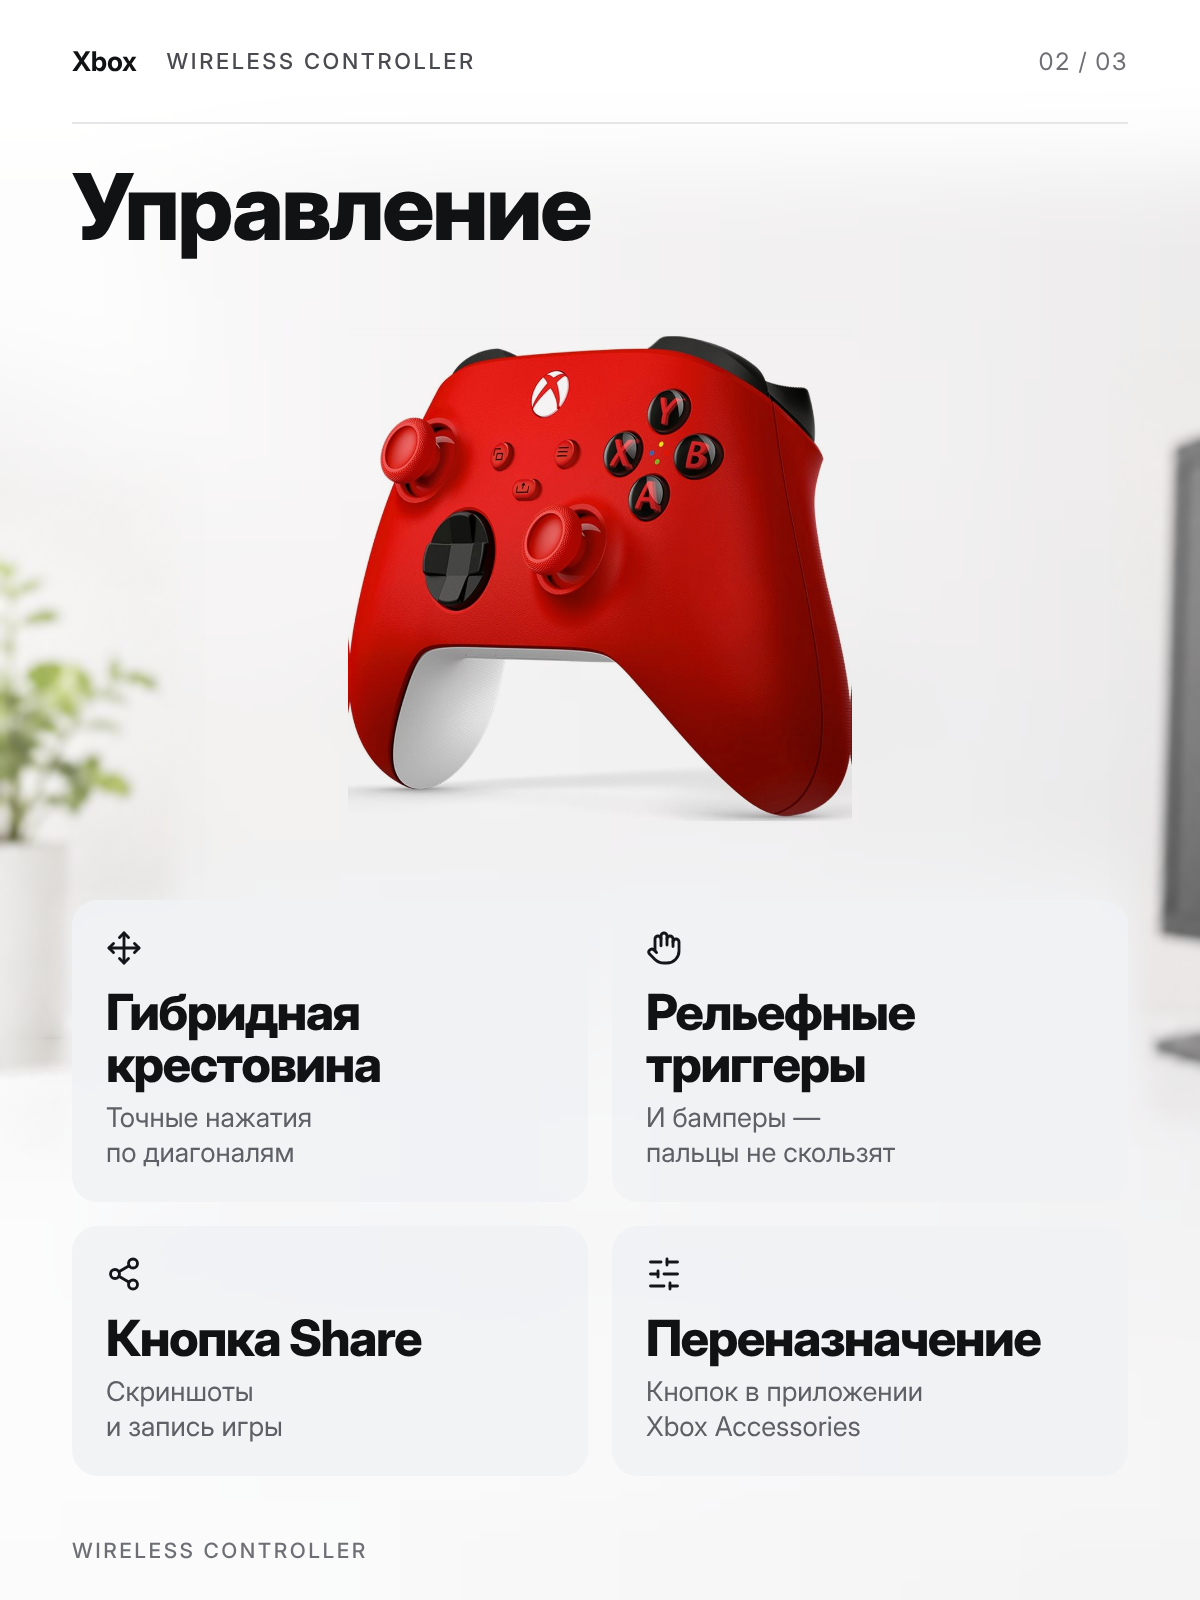 Xbox WIRELESS CONTROLLER 02 / 03
Управление
Y
X B
A
Гибридная
крестовина
Точные нажатия
по диагоналям
Рельефные
триггеры
И бамперы —
пальцы не скользят
Кнопка Share
Скриншоты
и запись игры
Переназначение
Кнопок в приложении
Xbox Accessories
WIRELESS CONTROLLER